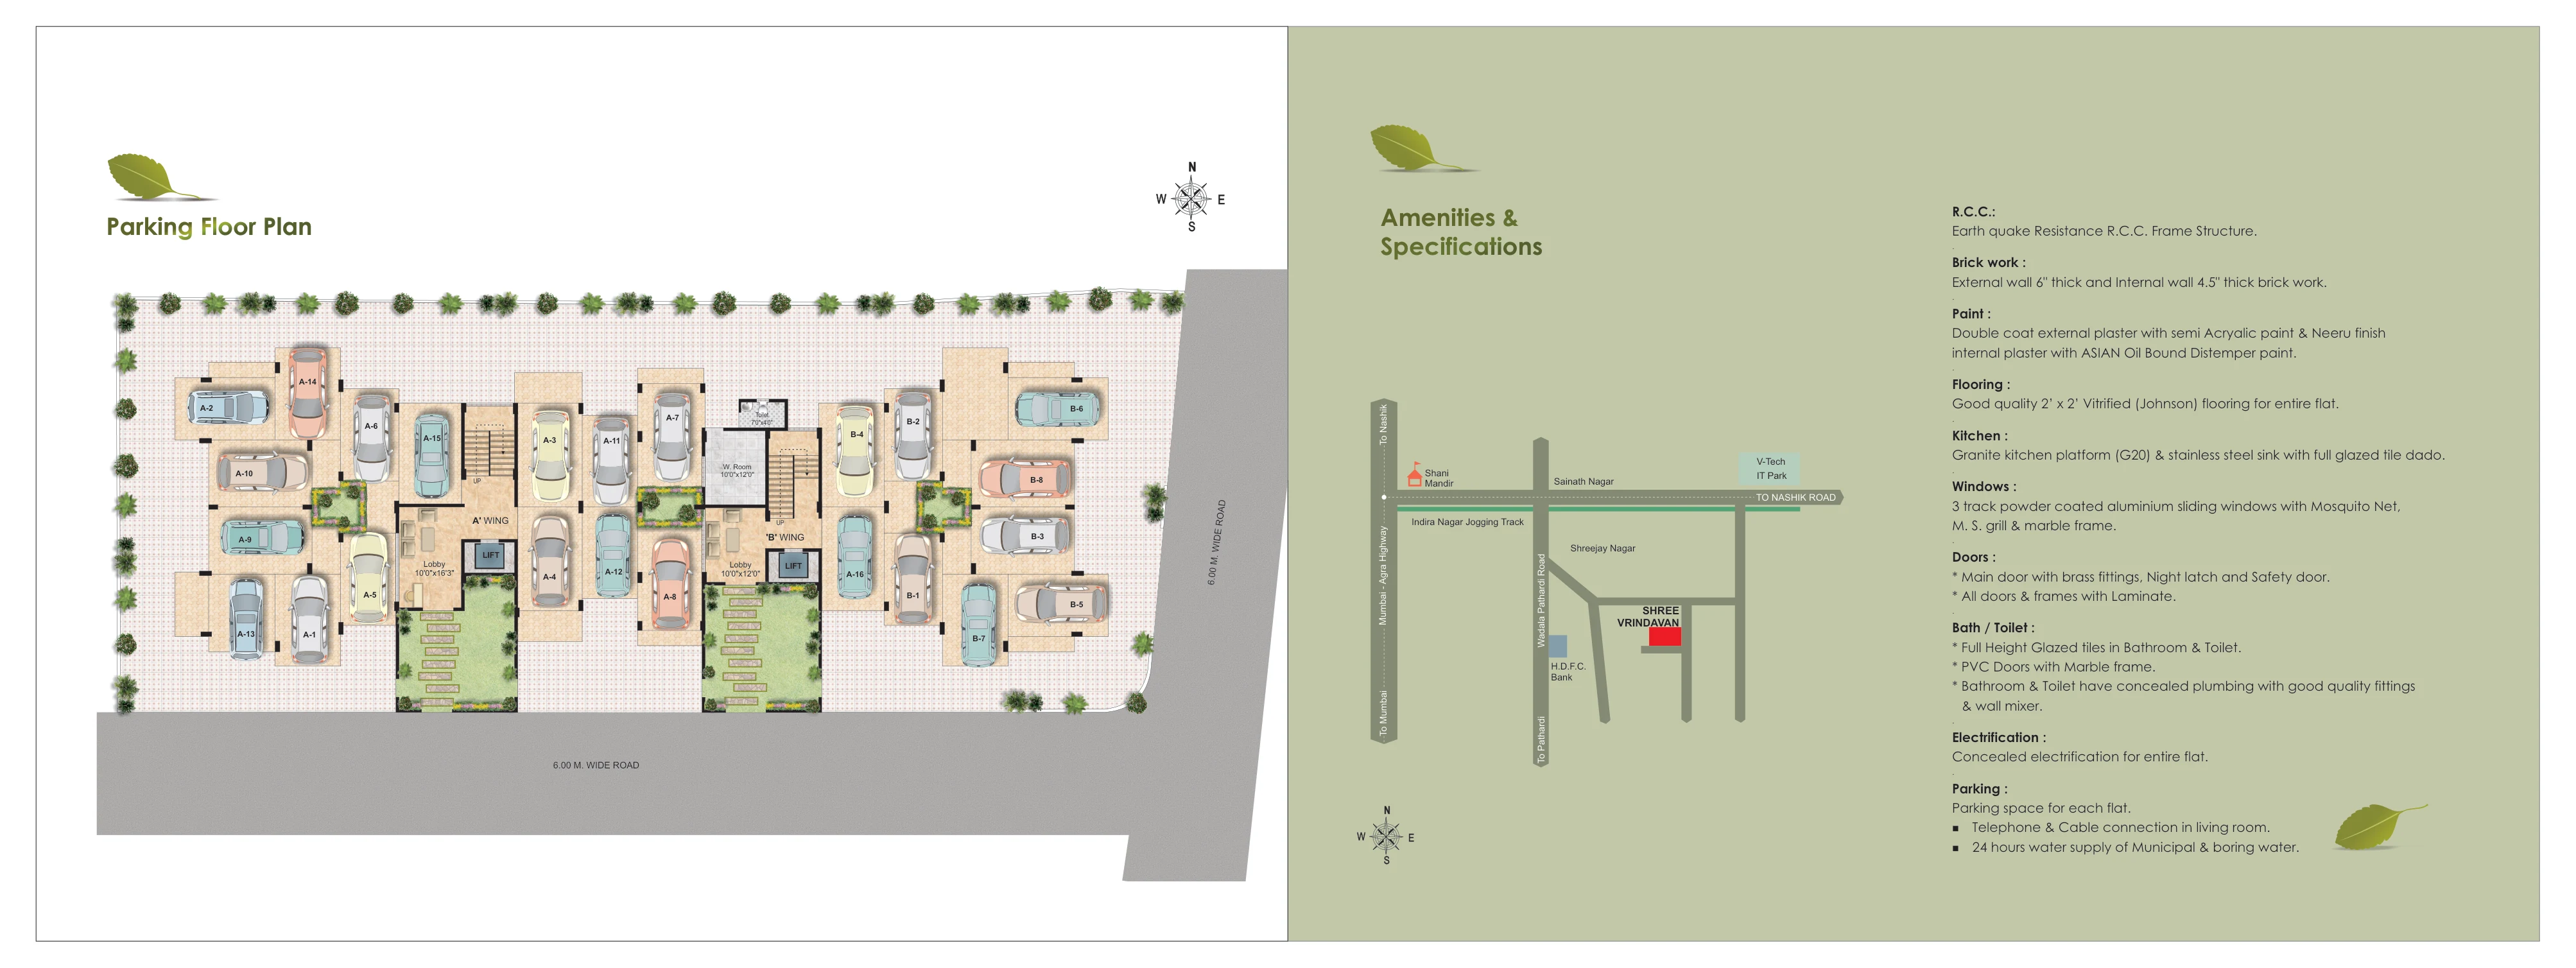 Parking Floor Plan
N
W E
S
A-14
A-2
A-6
A-15
A-3
A-11
A-7
Toilet
7'0"x4'0"
B-4
B-2
B-6
A-10
UP
W. Room
10'0"x12'0"
B-8
A' WING
UP
'B' WING
A-9
B-3
LIFT
Lobby
10'0"x16'3"
A-4
A-12
Lobby
10'0"x12'0"
LIFT
A-16
A-5
A-8
B-1
B-5
A-13
A-1
B-7
6.00 M. WIDE ROAD
6.00 M. WIDE ROAD
Amenities &
Specifications
To Nashik
Shani
Mandir
Sainath Nagar
V-Tech
IT Park
TO NASHIK ROAD
Indira Nagar Jogging Track
Mumbai - Agra Highway
Shreejay Nagar
Wadala Pathardi Road
SHREE
VRINDAVAN
H.D.F.C.
Bank
To Mumbai
To Pathardi
N
W E
S
R.C.C.:
Earth quake Resistance R.C.C. Frame Structure.
Brick work :
External wall 6" thick and Internal wall 4.5" thick brick work.
Paint :
Double coat external plaster with semi Acryalic paint & Neeru finish
internal plaster with ASIAN Oil Bound Distemper paint.
Flooring :
Good quality 2' x 2' Vitrified (Johnson) flooring for entire flat.
Kitchen :
Granite kitchen platform (G20) & stainless steel sink with full glazed tile dado.
Windows :
3 track powder coated aluminium sliding windows with Mosquito Net,
M. S. grill & marble frame.
Doors :
* Main door with brass fittings, Night latch and Safety door.
* All doors & frames with Laminate.
Bath / Toilet :
* Full Height Glazed tiles in Bathroom & Toilet.
* PVC Doors with Marble frame.
* Bathroom & Toilet have concealed plumbing with good quality fittings
& wall mixer.
Electrification :
Concealed electrification for entire flat.
Parking :
Parking space for each flat.
■ Telephone & Cable connection in living room.
■ 24 hours water supply of Municipal & boring water.